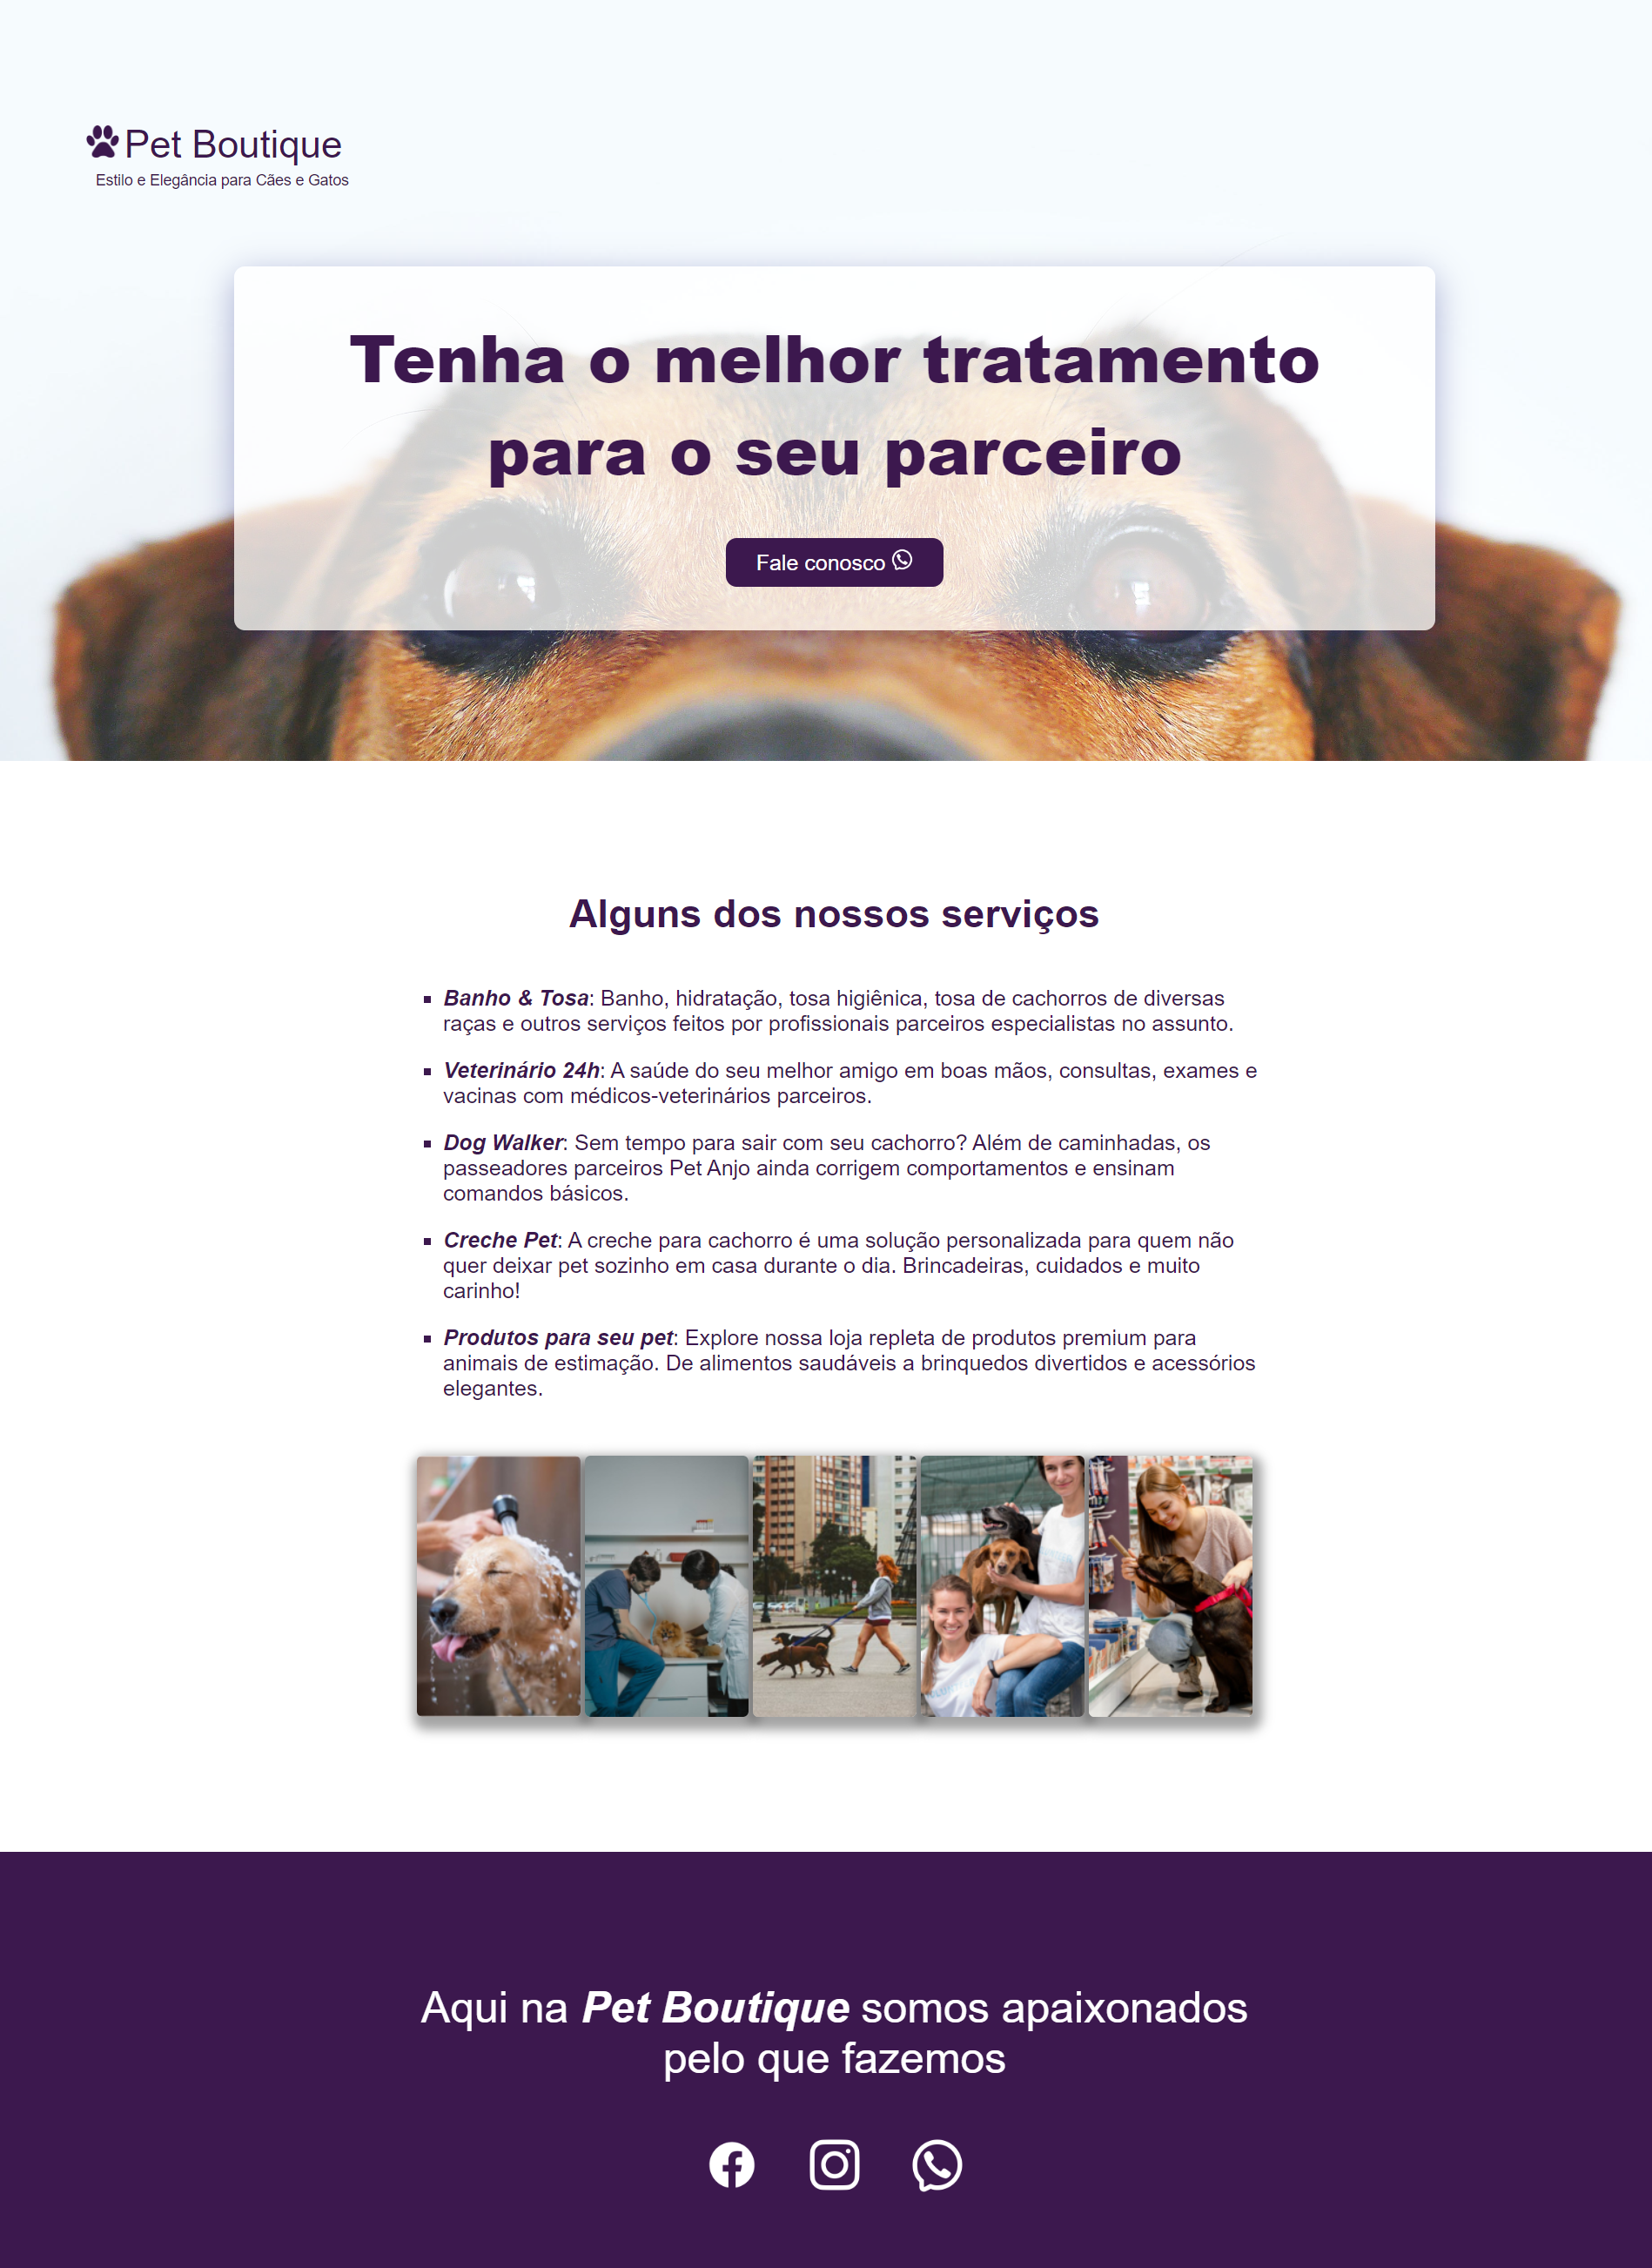 Pet Boutique
Estilo e Elegância para Cães e Gatos
Tenha o melhor tratamento
para o seu parceiro
Fale conosco
Alguns dos nossos serviços
Banho & Tosa: Banho, hidratação, tosa higiênica, tosa de cachorros de diversas
raças e outros serviços feitos por profissionais parceiros especialistas no assunto.
Veterinário 24h: A saúde do seu melhor amigo em boas mãos, consultas, exames e
vacinas com médicos-veterinários parceiros.
Dog Walker: Sem tempo para sair com seu cachorro? Além de caminhadas, os
passeadores parceiros Pet Anjo ainda corrigem comportamentos e ensinam
comandos básicos.
Creche Pet: A creche para cachorro é uma solução personalizada para quem não
quer deixar pet sozinho em casa durante o dia. Brincadeiras, cuidados e muito
carinho!
Produtos para seu pet: Explore nossa loja repleta de produtos premium para
animais de estimação. De alimentos saudáveis a brinquedos divertidos e acessórios
elegantes.
Aqui na Pet Boutique somos apaixonados
pelo que fazemos